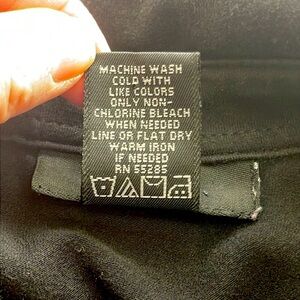 MACHINE WASH
COLD WITH
LIKE COLORS
ONLY NON-
CHLORINE BLEACH
WHEN NEEDED
LINE OR FLAT DRY
WARM IRON
IF NEEDED
RN 55285